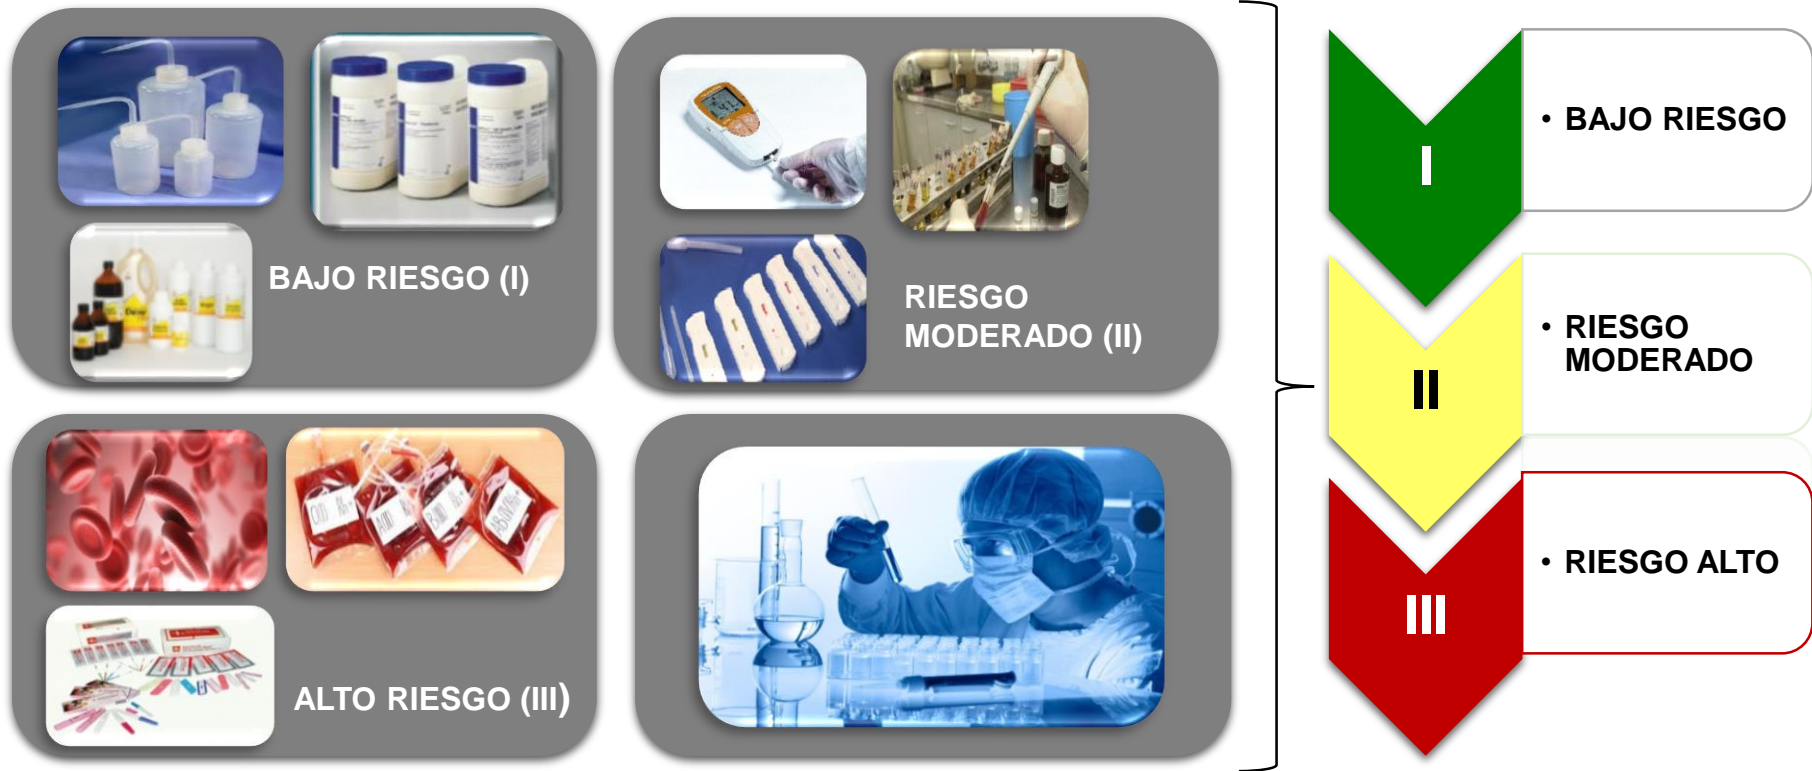 BAJO RIESGO (I)
RIESGO
MODERADO (II)
ALTO RIESGO (III)
I
• BAJO RIESGO
II
• RIESGO
MODERADO
III
• RIESGO ALTO